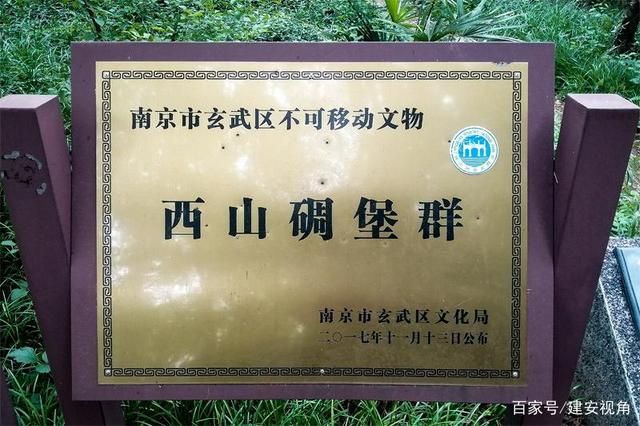 南京市玄武区不可移动文物
西山碉堡群
南京市玄武区文化局
二〇一七年十一月十三日公布
百家号/建安视角